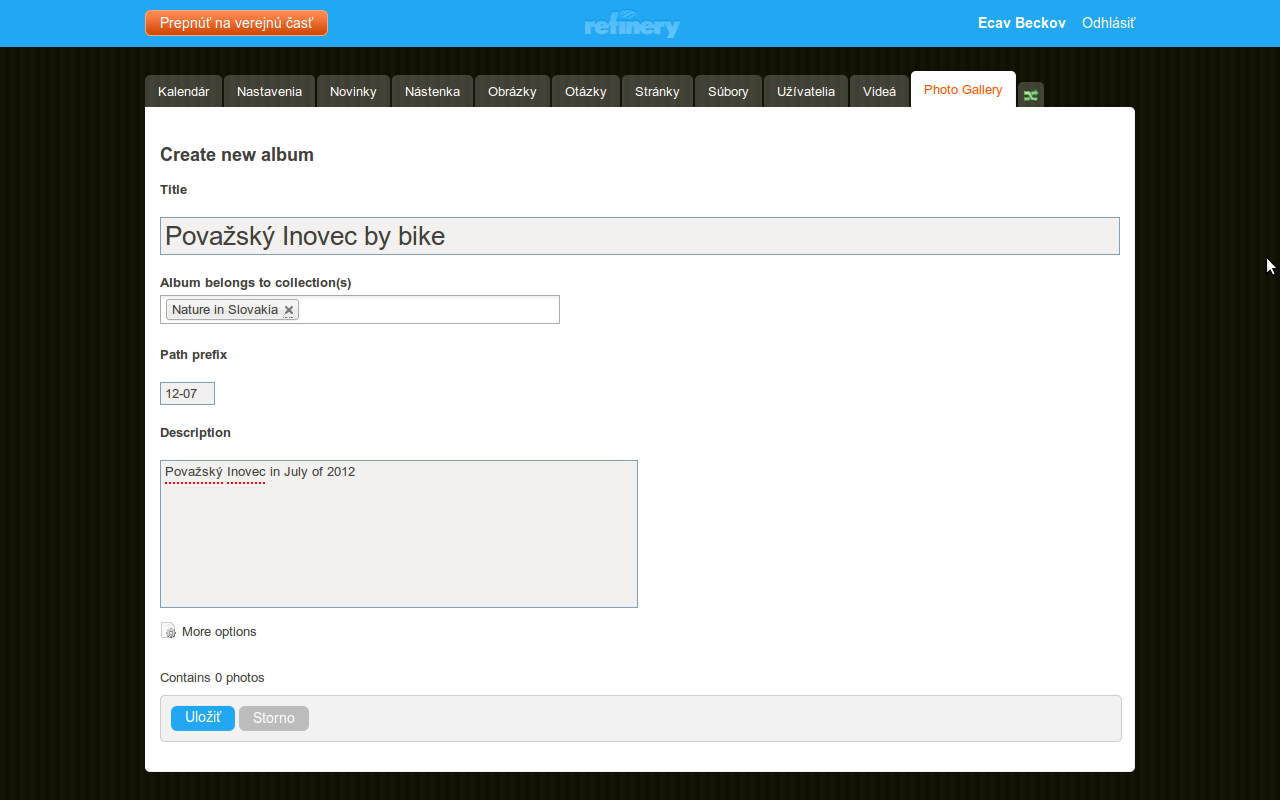 Prepnúť na verejnú časť refinery Ecav Beckov Odhlásiť
Kalendár Nastavenia Novinky Nástenka Obrázky Otázky Stránky Súbory Užívatelia Videá Photo Gallery
Create new album
Title
Považský Inovec by bike
Album belongs to collection(s)
Nature in Slovakia
Path prefix
12-07
Description
Považský Inovec in July of 2012
More options
Contains 0 photos
Uložiť Storno